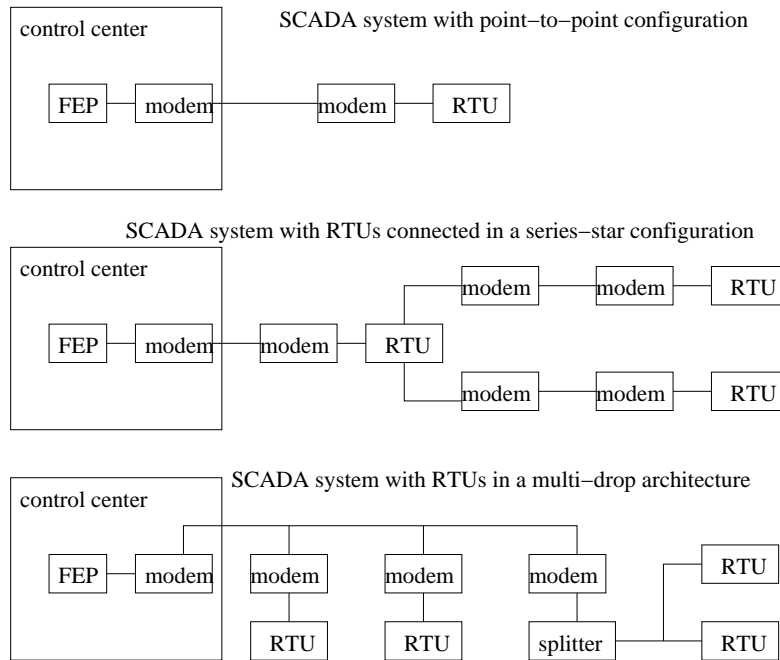 SCADA system with point−to−point configuration
control center
FEP
modem
modem
RTU
SCADA system with RTUs connected in a series−star configuration
control center
modem
modem
RTU
FEP
modem
modem
RTU
modem
modem
RTU
SCADA system with RTUs in a multi−drop architecture
control center
FEP
modem
modem
modem
modem
RTU
RTU
RTU
splitter
RTU